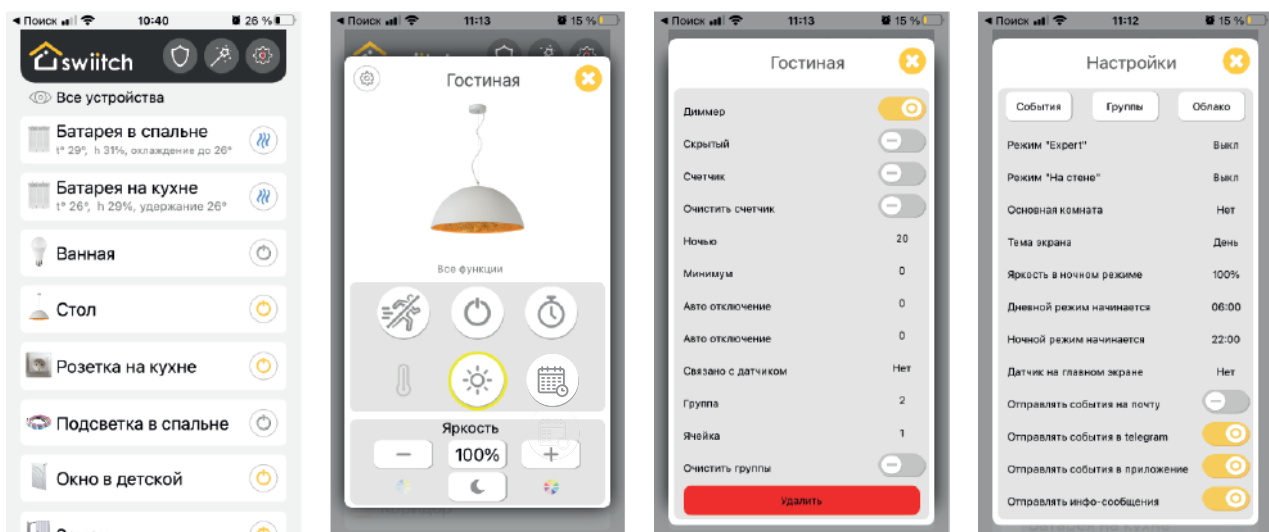 Поиск 10:40 26 %
swiitch
Все устройства
Батарея в спальне
t° 29°, h 31%, охлаждение до 26°
Батарея на кухне
t° 26°, h 29%, удержание 26°
Ванная
Стол
Розетка на кухне
Подсветка в спальне
Окно в детской
Поиск 11:13 15 %
swiitch
Гостиная
Все функции
Яркость
− 100% +
Поиск 11:13 15 %
Гостиная
Диммер
Скрытый
Счетчик
Очистить счетчик
Ночью 20
Минимум 0
Авто отключение 0
Авто отключение 0
Связано с датчиком Нет
Группа 2
Ячейка 1
Очистить группы
Удалить
Поиск 11:12 15 %
Настройки
События Группы Облако
Режим "Expert" Выкл
Режим "На стене" Выкл
Основная комната Нет
Тема экрана День
Яркость в ночном режиме 100%
Дневной режим начинается 06:00
Ночной режим начинается 22:00
Датчик на главном экране Нет
Отправлять события на почту
Отправлять события в telegram
Отправлять события в приложение
Отправлять инфо-сообщения